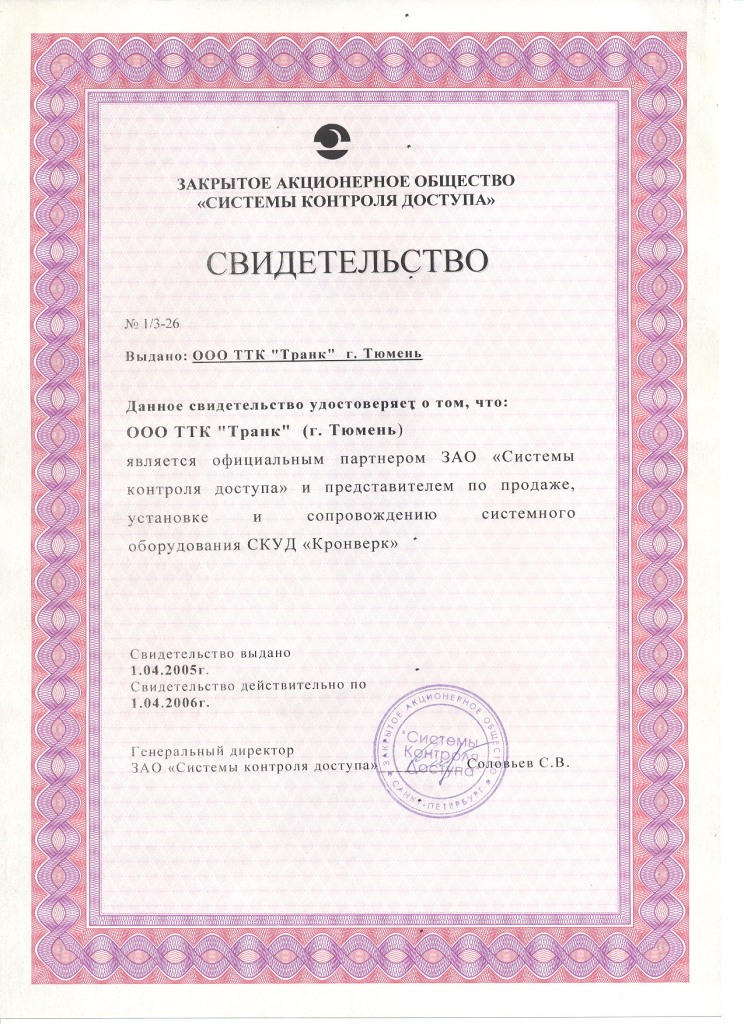 ЗАКРЫТОЕ АКЦИОНЕРНОЕ ОБЩЕСТВО
«СИСТЕМЫ КОНТРОЛЯ ДОСТУПА»
СВИДЕТЕЛЬСТВО
№ 1/3-26
Выдано: ООО ТТК "Транк" г. Тюмень
Данное свидетельство удостоверяет о том, что:
ООО ТТК "Транк" (г. Тюмень)
является официальным партнером ЗАО «Системы
контроля доступа» и представителем по продаже,
установке и сопровождению системного
оборудования СКУД «Кронверк»
Свидетельство выдано
1.04.2005г.
Свидетельство действительно по
1.04.2006г.
Генеральный директор
ЗАО «Системы контроля доступа» Соловьев С.В.
ЗАКРЫТОЕ АКЦИОНЕРНОЕ ОБЩЕСТВО
"Системы
Контроля
Доступа"
САНКТ-ПЕТЕРБУРГ